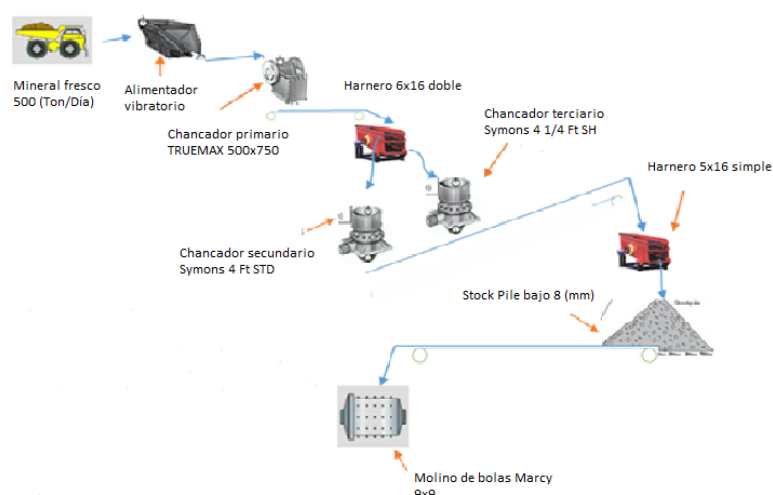 Mineral fresco
500 (Ton/Día)
Alimentador
vibratorio
Chancador primario
TRUEMAX 500x750
Harnero 6x16 doble
Chancador terciario
Symons 4 1/4 Ft SH
Harnero 5x16 simple
Chancador secundario
Symons 4 Ft STD
Stock Pile bajo 8 (mm)
Stockpile
Molino de bolas Marcy
9x9